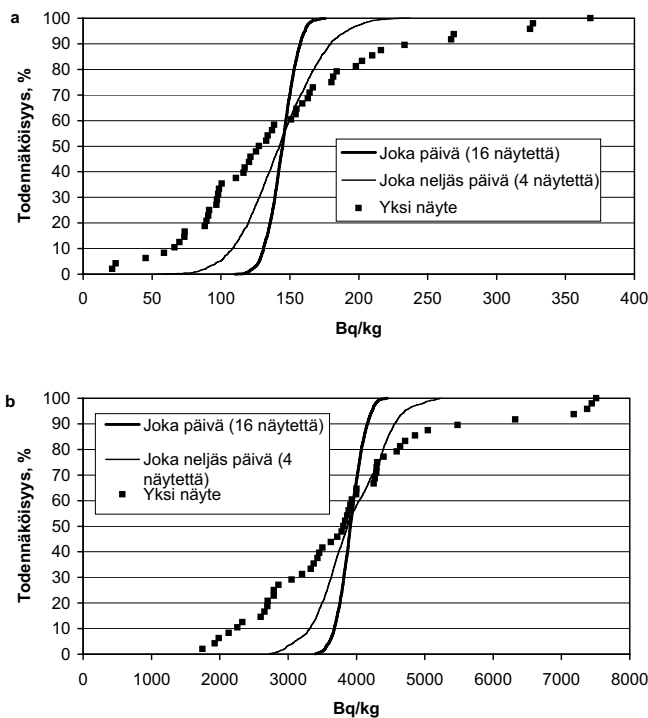 a
100
90
80
70
60
50
40
30
20
10
0
Todennäköisyys, %
Joka päivä (16 näytettä)
Joka neljäs päivä (4 näytettä)
Yksi näyte
0 50 100 150 200 250 300 350 400
Bq/kg
b
100
90
80
70
60
50
40
30
20
10
0
Todennäköisyys, %
Joka päivä (16 näytettä)
Joka neljäs päivä (4
näytettä)
Yksi näyte
0 1000 2000 3000 4000 5000 6000 7000 8000
Bq/kg